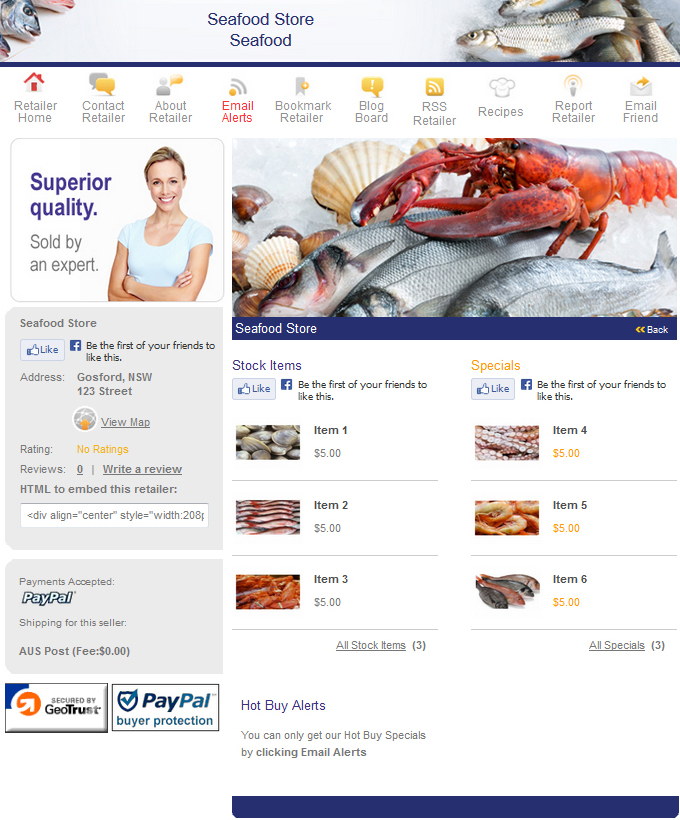 Seafood Store
Seafood
Retailer Home
Contact Retailer
About Retailer
Email Alerts
Bookmark Retailer
Blog Board
RSS Retailer
Recipes
Report Retailer
Email Friend
Superior
quality.
Sold by
an expert.
Seafood Store
Like
Be the first of your friends to
like this.
Address: Gosford, NSW
123 Street
View Map
Rating: No Ratings
Reviews: 0 | Write a review
HTML to embed this retailer:
<div align="center" style="width:208p
Payments Accepted:
PayPal
Shipping for this seller:
AUS Post (Fee:$0.00)
SECURED BY
GeoTrust
PayPal
buyer protection
Seafood Store
Back
Stock Items
Like
Be the first of your friends to
like this.
Item 1
$5.00
Item 2
$5.00
Item 3
$5.00
All Stock Items (3)
Specials
Like
Be the first of your friends to
like this.
Item 4
$5.00
Item 5
$5.00
Item 6
$5.00
All Specials (3)
Hot Buy Alerts
You can only get our Hot Buy Specials
by clicking Email Alerts